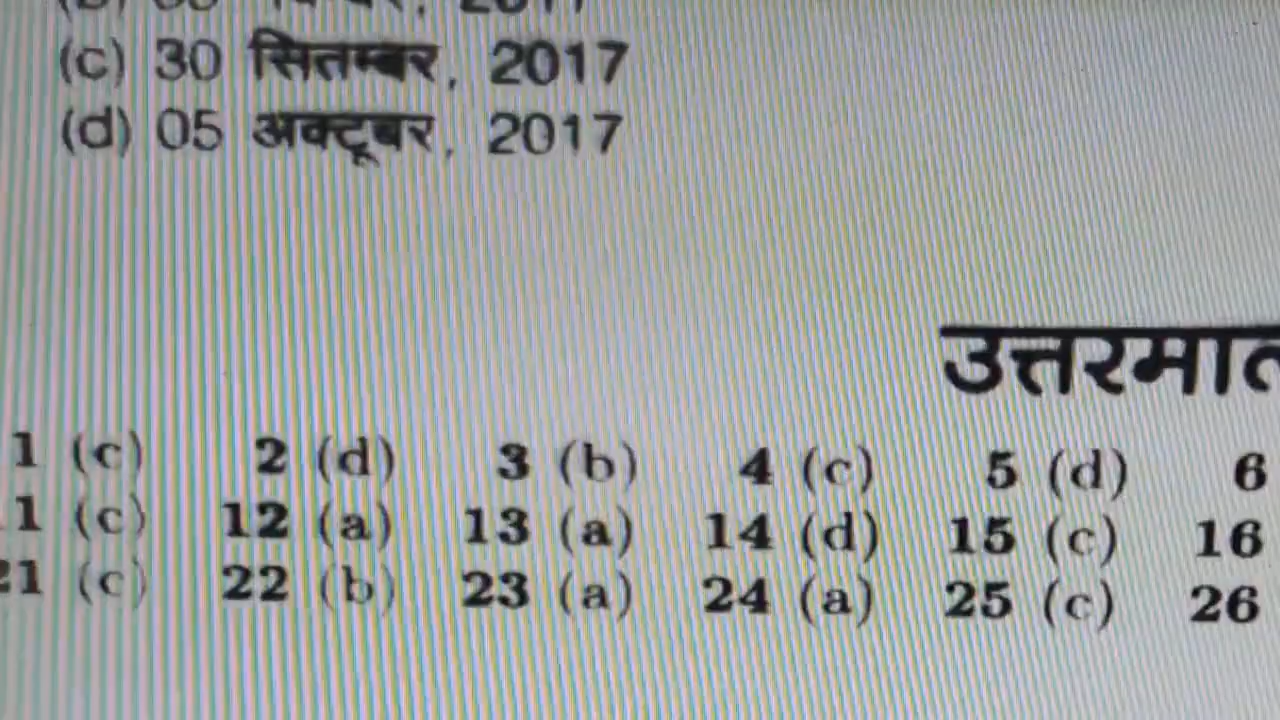 (c) 30 सितम्बर, 2017
(d) 05 अक्टूबर, 2017
उत्तरमाल
1 (c) 2 (d) 3 (b) 4 (c) 5 (d) 6
11 (c) 12 (a) 13 (a) 14 (d) 15 (c) 16
21 (c) 22 (b) 23 (a) 24 (a) 25 (c) 26